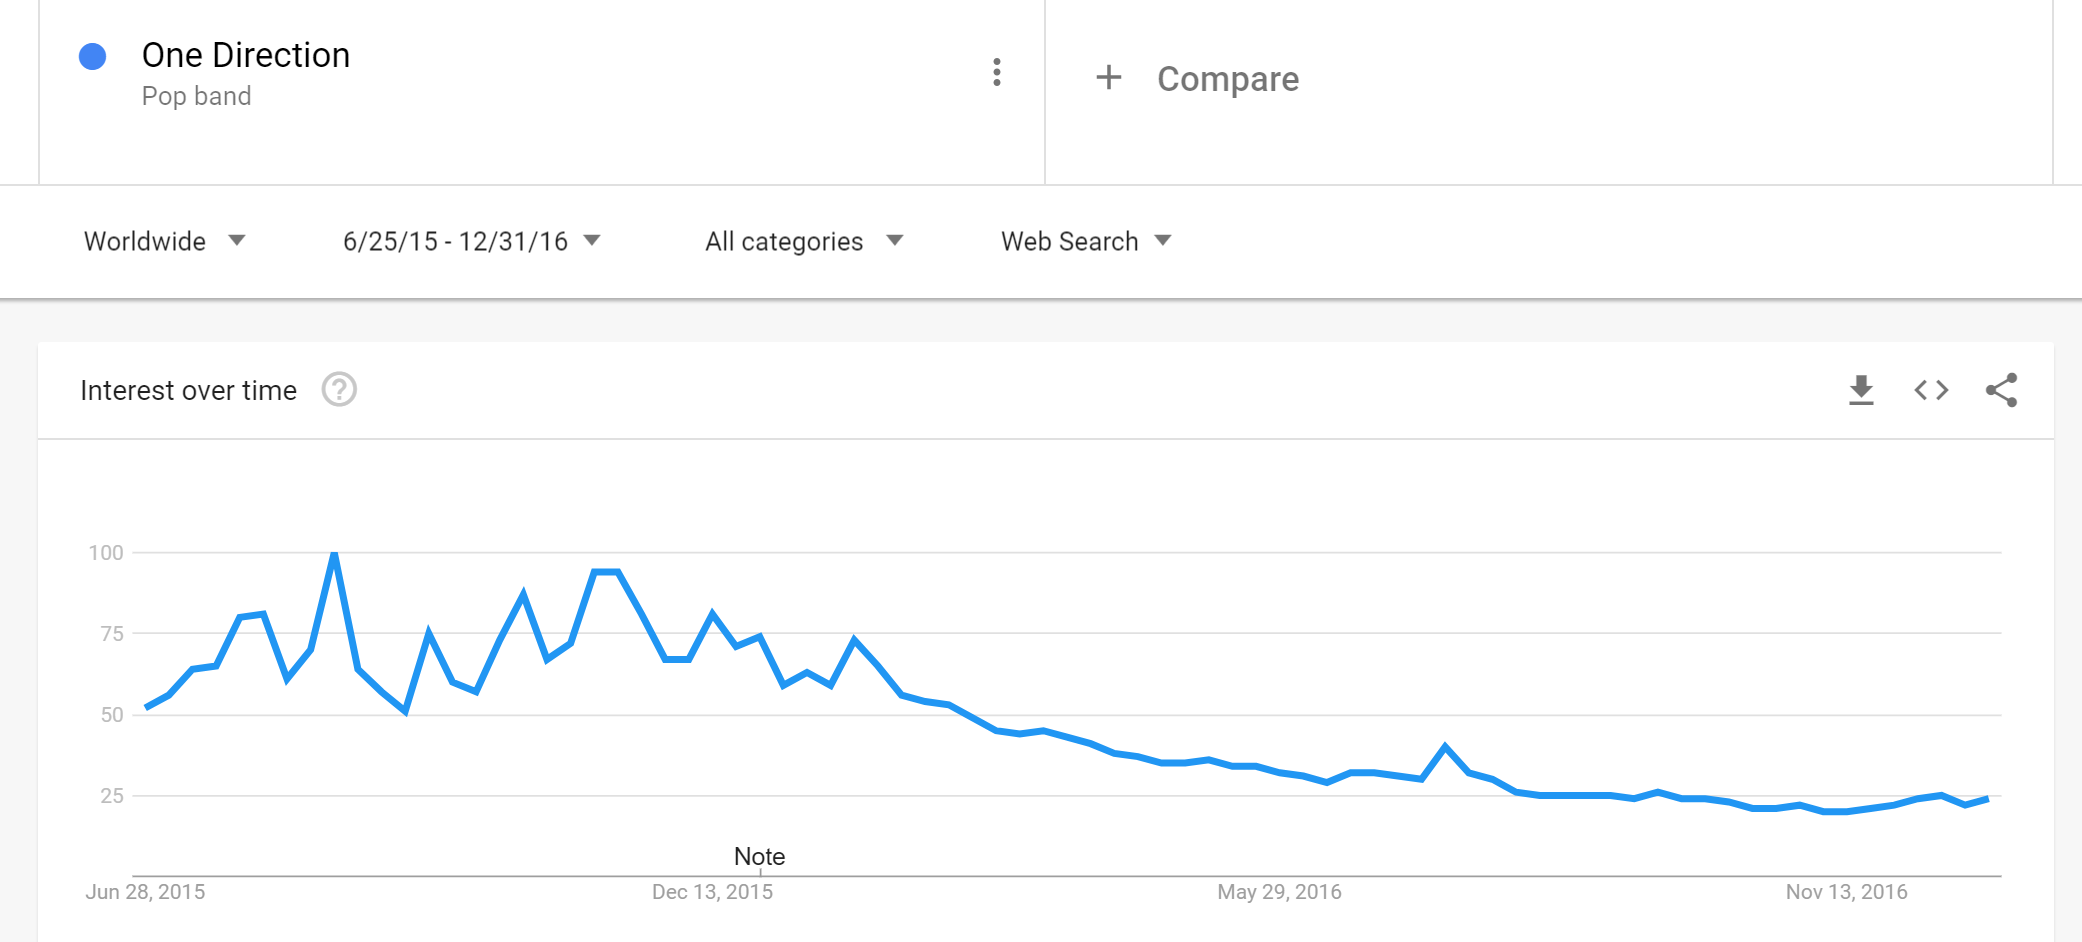 One Direction
Pop band
+ Compare
Worldwide
6/25/15 - 12/31/16
All categories
Web Search
Interest over time ?
100
75
50
25
Note
Jun 28, 2015
Dec 13, 2015
May 29, 2016
Nov 13, 2016